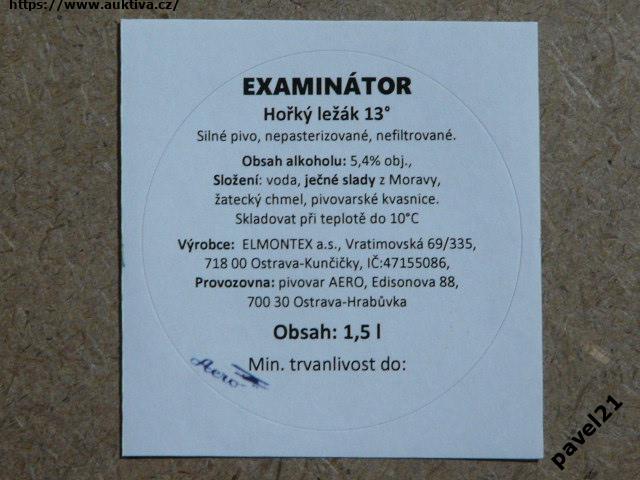 https://www.auktiva.cz/
EXAMINÁTOR
Hořký ležák 13°
Silné pivo, nepasterizované, nefiltrované.
Obsah alkoholu: 5,4% obj.,
Složení: voda, ječné slady z Moravy,
žatecký chmel, pivovarské kvasnice.
Skladovat při teplotě do 10°C
Výrobce: ELMONTEX a.s., Vratimovská 69/335,
718 00 Ostrava-Kunčičky, IČ:47155086,
Provozovna: pivovar AERO, Edisonova 88,
700 30 Ostrava-Hrabůvka
Obsah: 1,5 l
Min. trvanlivost do:
Aero
pavel21